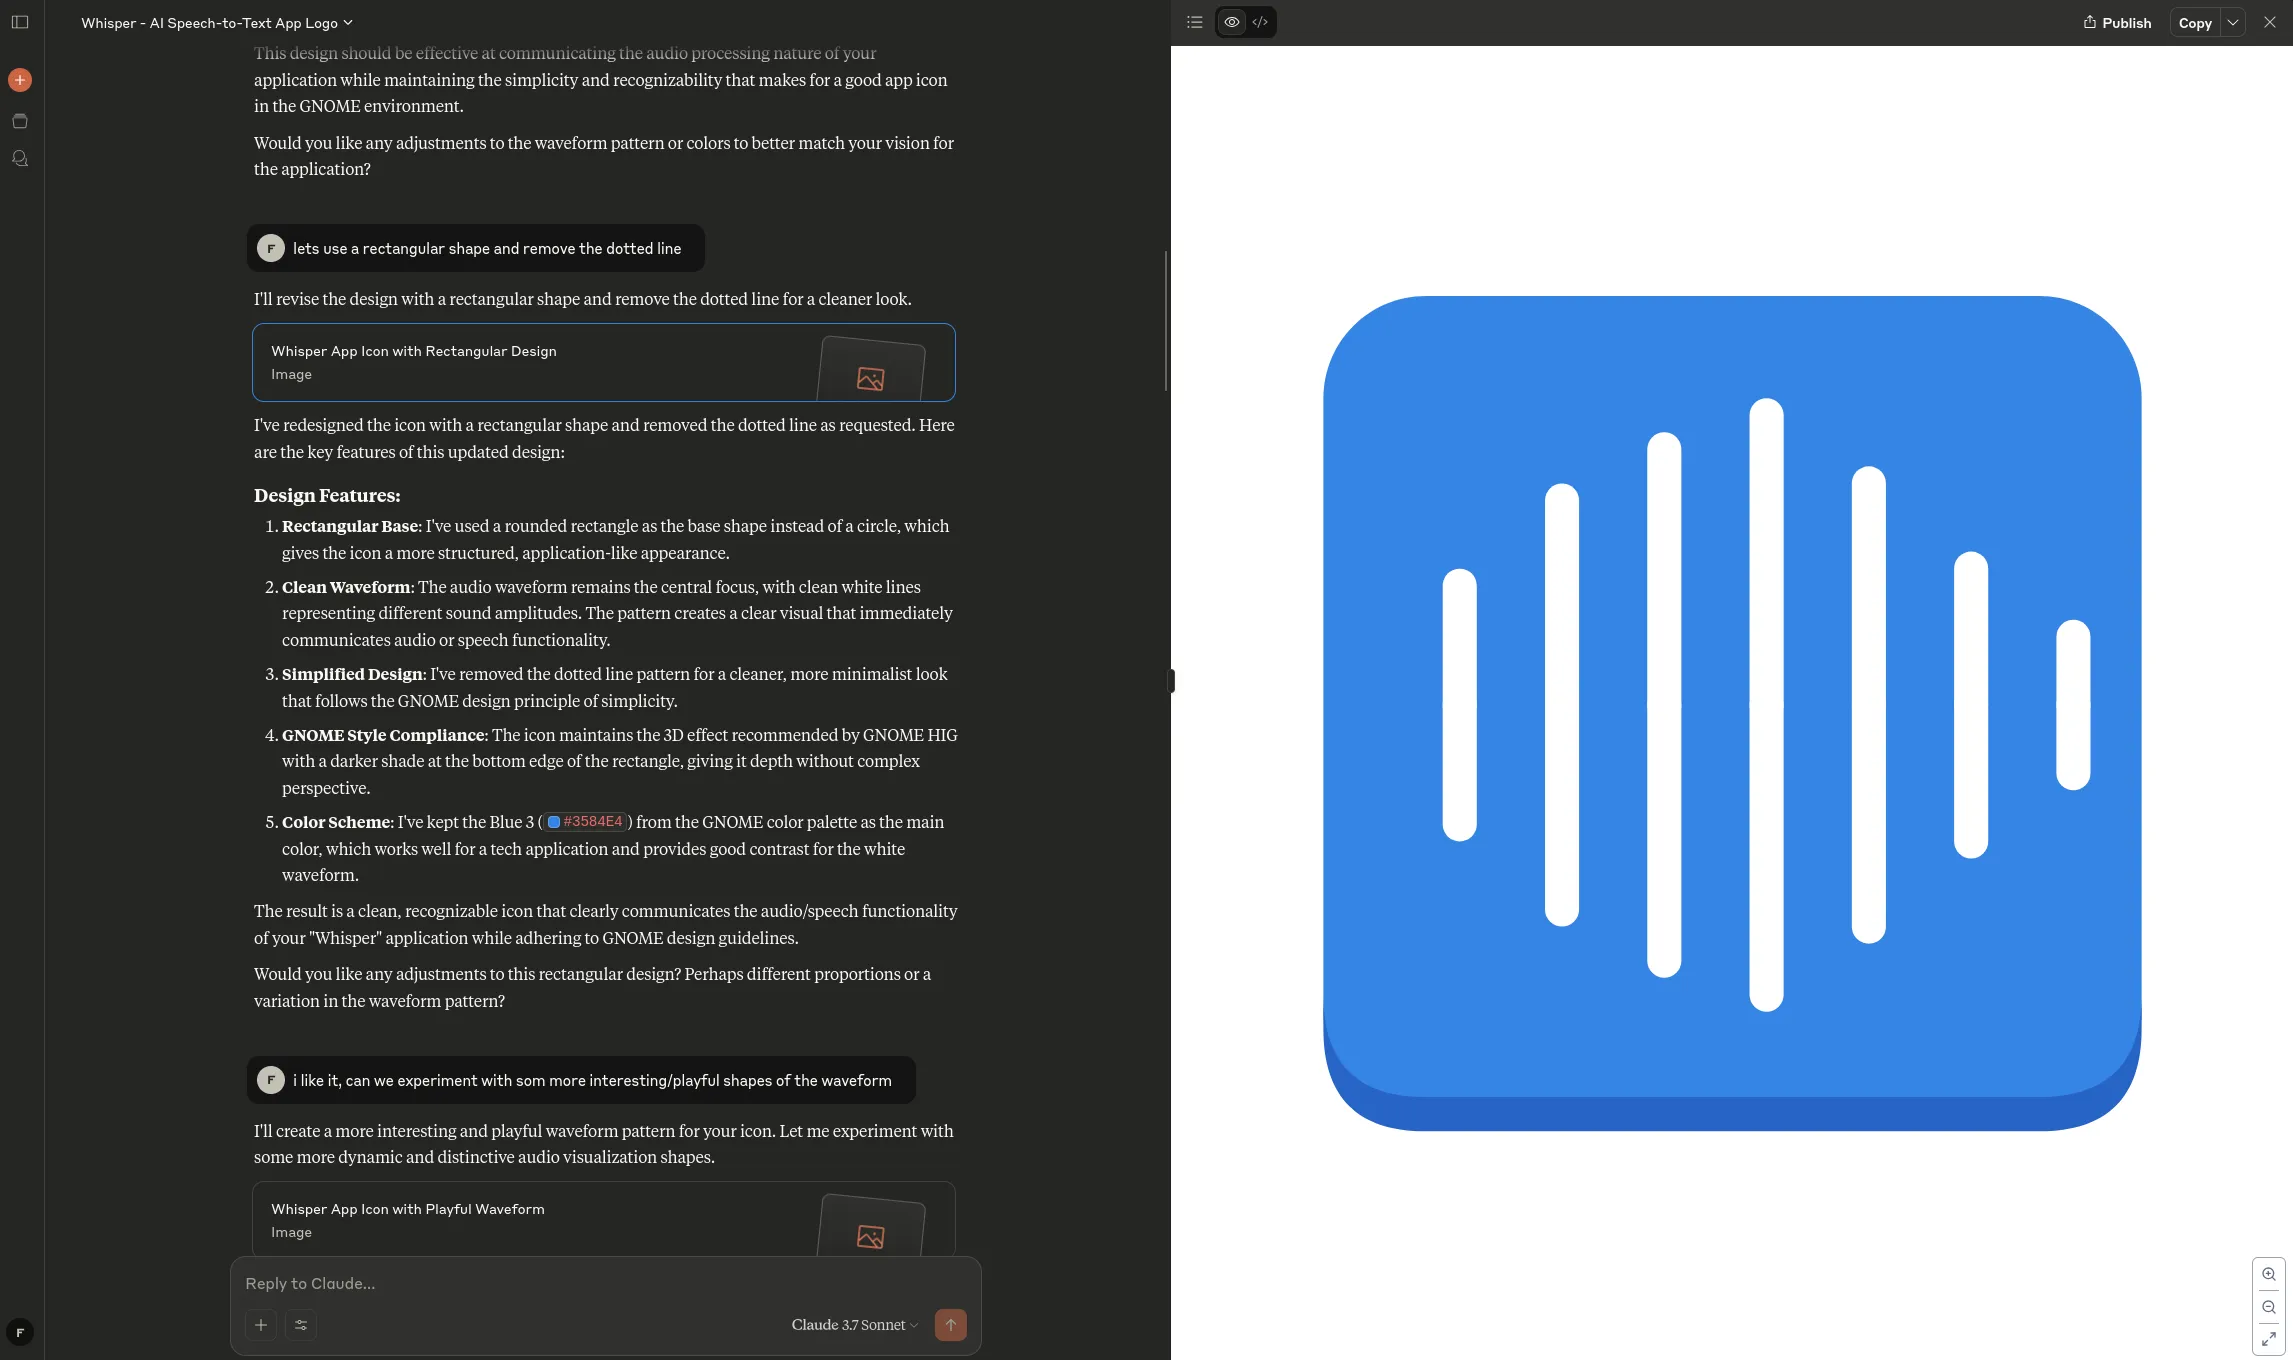 Whisper - AI Speech-to-Text App Logo
Publish
Copy
This design should be effective at communicating the audio processing nature of your
application while maintaining the simplicity and recognizability that makes for a good app icon
in the GNOME environment.
Would you like any adjustments to the waveform pattern or colors to better match your vision for
the application?
F
lets use a rectangular shape and remove the dotted line
I'll revise the design with a rectangular shape and remove the dotted line for a cleaner look.
Whisper App Icon with Rectangular Design
Image
I've redesigned the icon with a rectangular shape and removed the dotted line as requested. Here
are the key features of this updated design:
Design Features:
1. Rectangular Base: I've used a rounded rectangle as the base shape instead of a circle, which
gives the icon a more structured, application-like appearance.
2. Clean Waveform: The audio waveform remains the central focus, with clean white lines
representing different sound amplitudes. The pattern creates a clear visual that immediately
communicates audio or speech functionality.
3. Simplified Design: I've removed the dotted line pattern for a cleaner, more minimalist look
that follows the GNOME design principle of simplicity.
4. GNOME Style Compliance: The icon maintains the 3D effect recommended by GNOME HIG
with a darker shade at the bottom edge of the rectangle, giving it depth without complex
perspective.
5. Color Scheme: I've kept the Blue 3 (#3584E4) from the GNOME color palette as the main
color, which works well for a tech application and provides good contrast for the white
waveform.
The result is a clean, recognizable icon that clearly communicates the audio/speech functionality
of your "Whisper" application while adhering to GNOME design guidelines.
Would you like any adjustments to this rectangular design? Perhaps different proportions or a
variation in the waveform pattern?
F
i like it, can we experiment with som more interesting/playful shapes of the waveform
I'll create a more interesting and playful waveform pattern for your icon. Let me experiment with
some more dynamic and distinctive audio visualization shapes.
Whisper App Icon with Playful Waveform
Image
Reply to Claude...
Claude 3.7 Sonnet
F